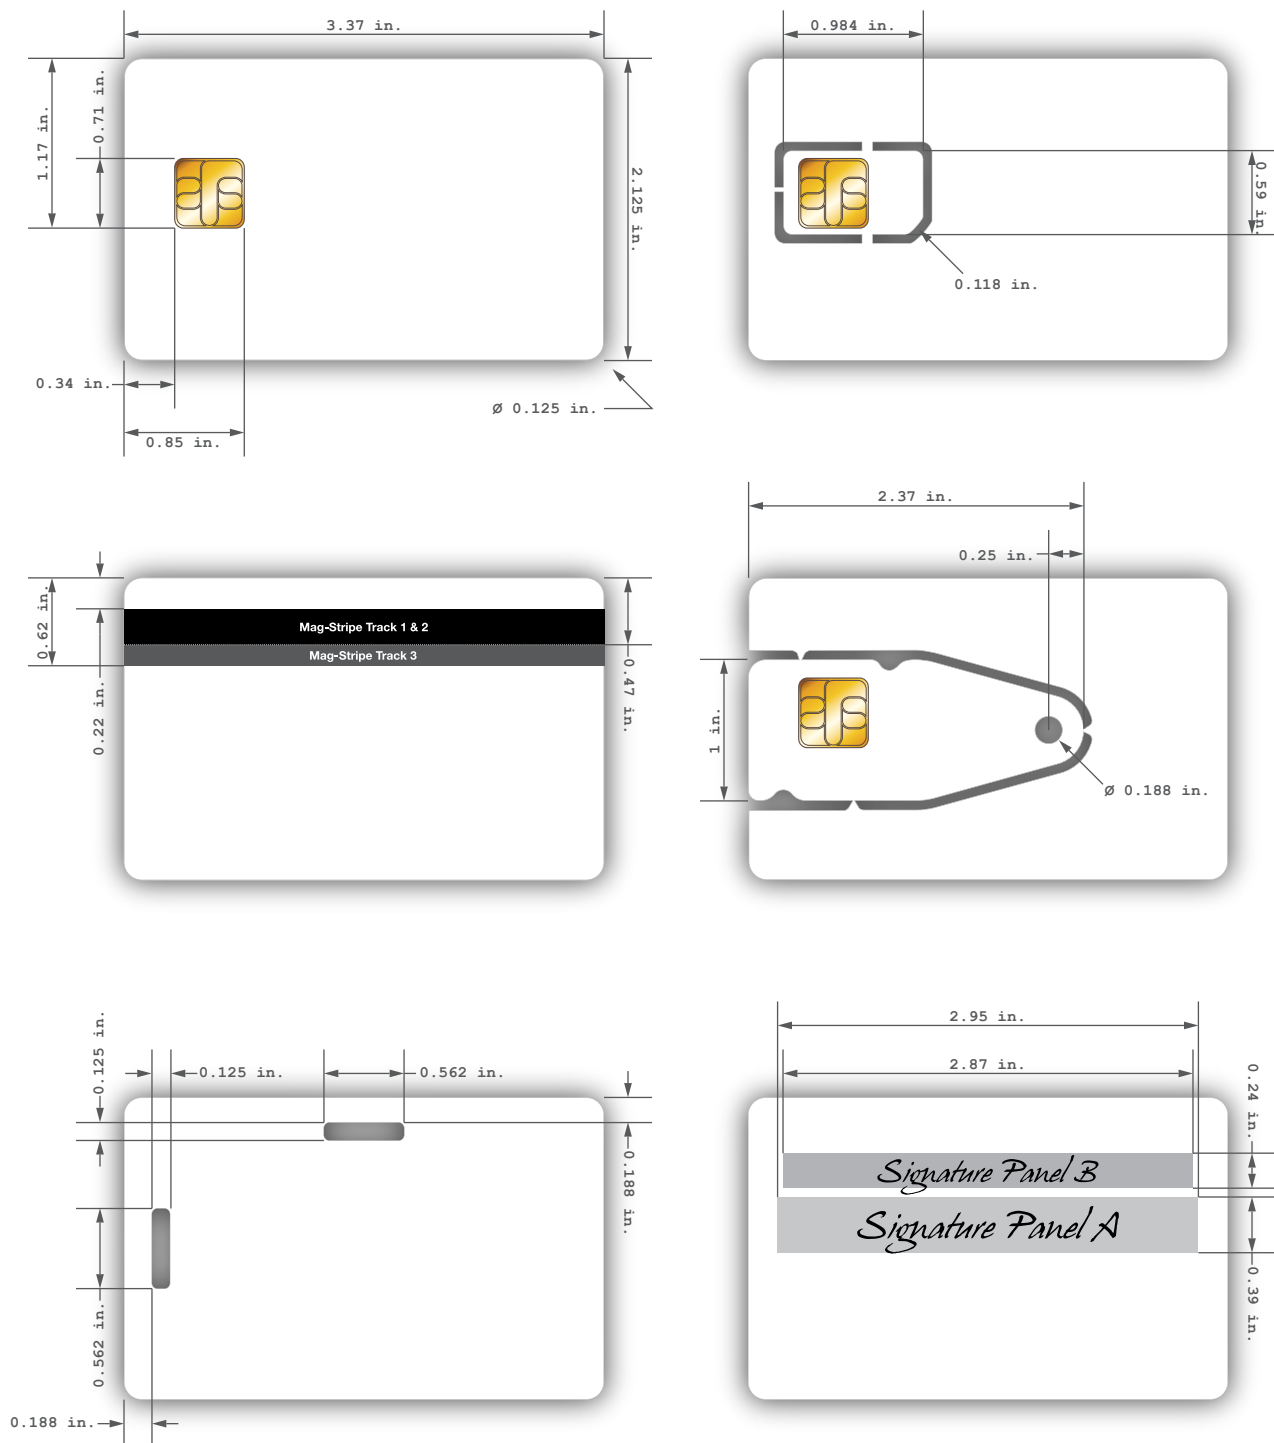 3.37 in.
0.984 in.
0.71 in.
1.17 in.
2.125 in.
0.59 in.
0.118 in.
0.34 in.
Ø 0.125 in.
0.85 in.
2.37 in.
0.25 in.
0.62 in.
Mag-Stripe Track 1 & 2
Mag-Stripe Track 3
0.22 in.
0.47 in.
1 in.
Ø 0.188 in.
2.95 in.
0.125 in.
0.125 in.
0.562 in.
2.87 in.
0.24 in.
0.188 in.
Signature Panel B
Signature Panel A
0.562 in.
0.39 in.
0.188 in.